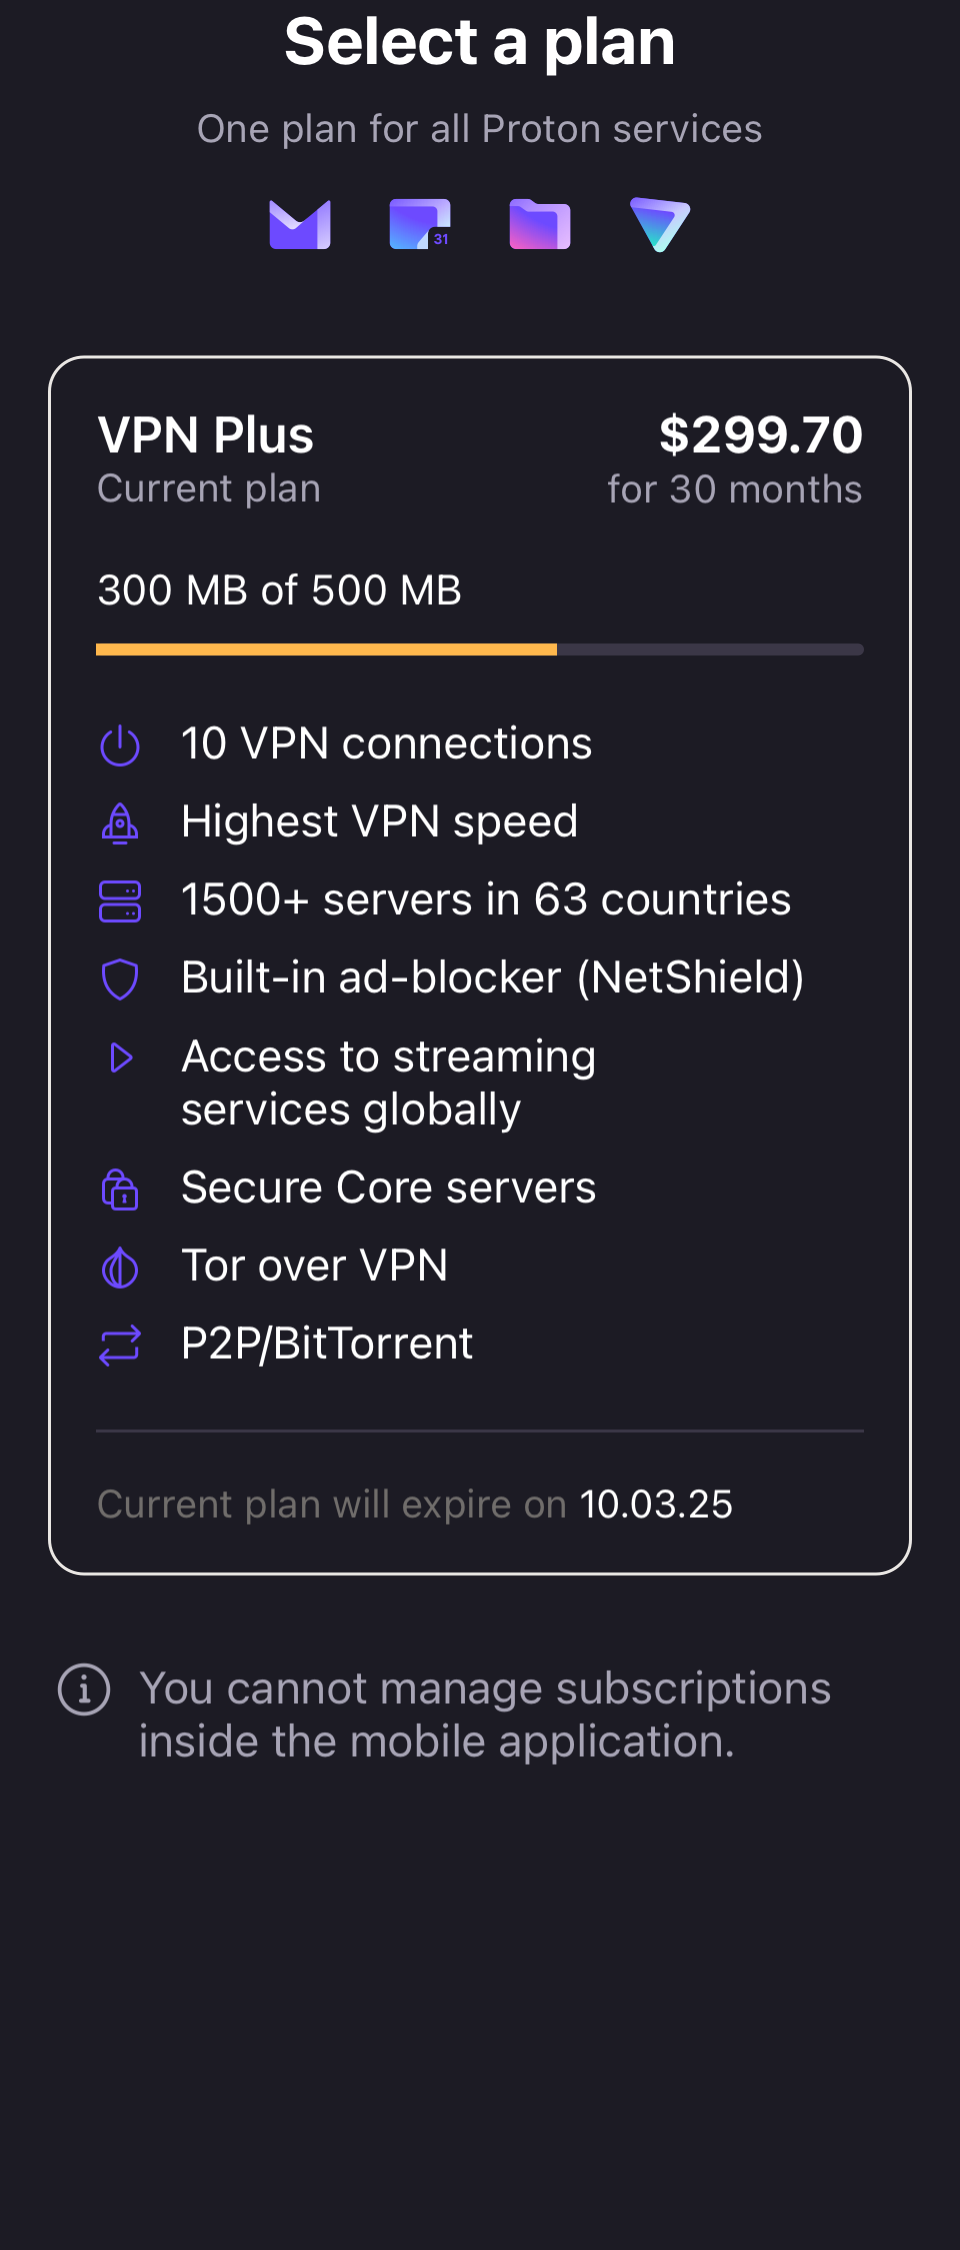 Select a plan
One plan for all Proton services
31
VPN Plus
$299.70
Current plan
for 30 months
300 MB of 500 MB
10 VPN connections
Highest VPN speed
1500+ servers in 63 countries
Built-in ad-blocker (NetShield)
Access to streaming
services globally
Secure Core servers
Tor over VPN
P2P/BitTorrent
Current plan will expire on 10.03.25
You cannot manage subscriptions
inside the mobile application.